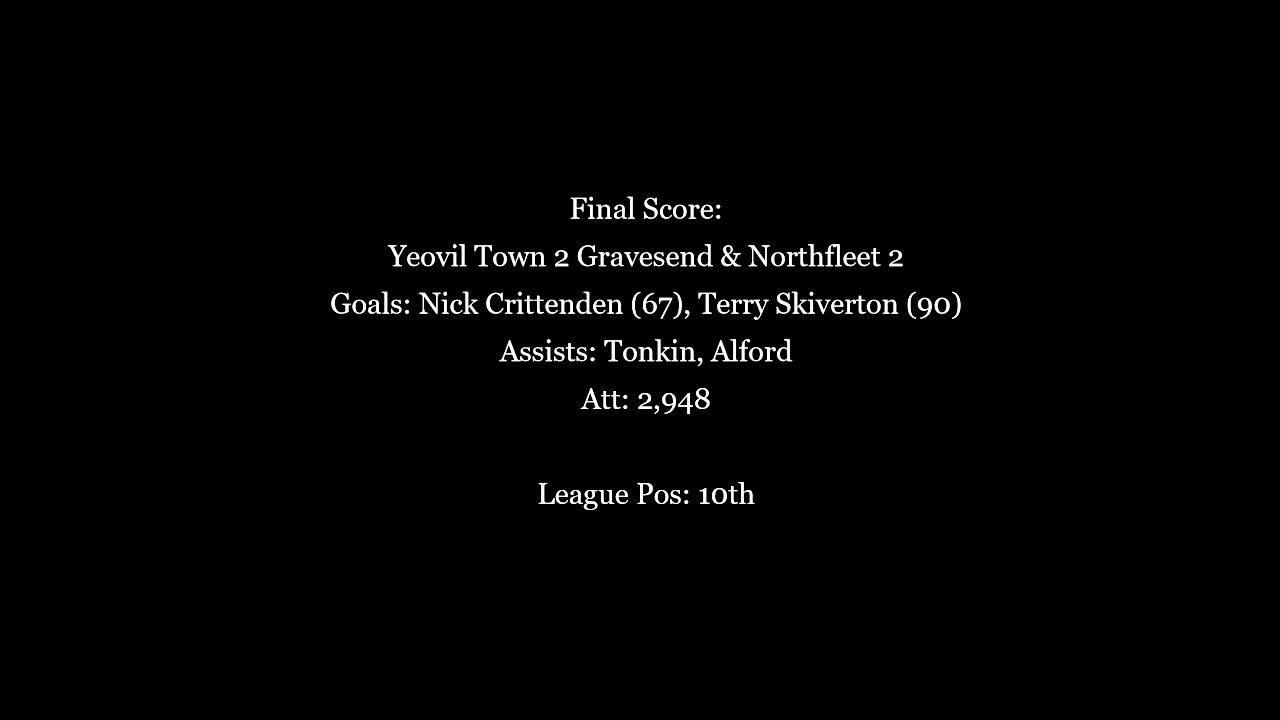 Final Score:
Yeovil Town 2 Gravesend & Northfleet 2
Goals: Nick Crittenden (67), Terry Skiverton (90)
Assists: Tonkin, Alford
Att: 2,948
League Pos: 10th